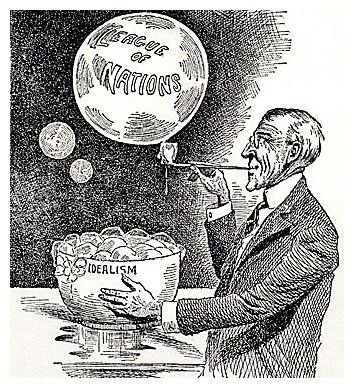 LEAGUE
OF
NATIONS
IDEALISM